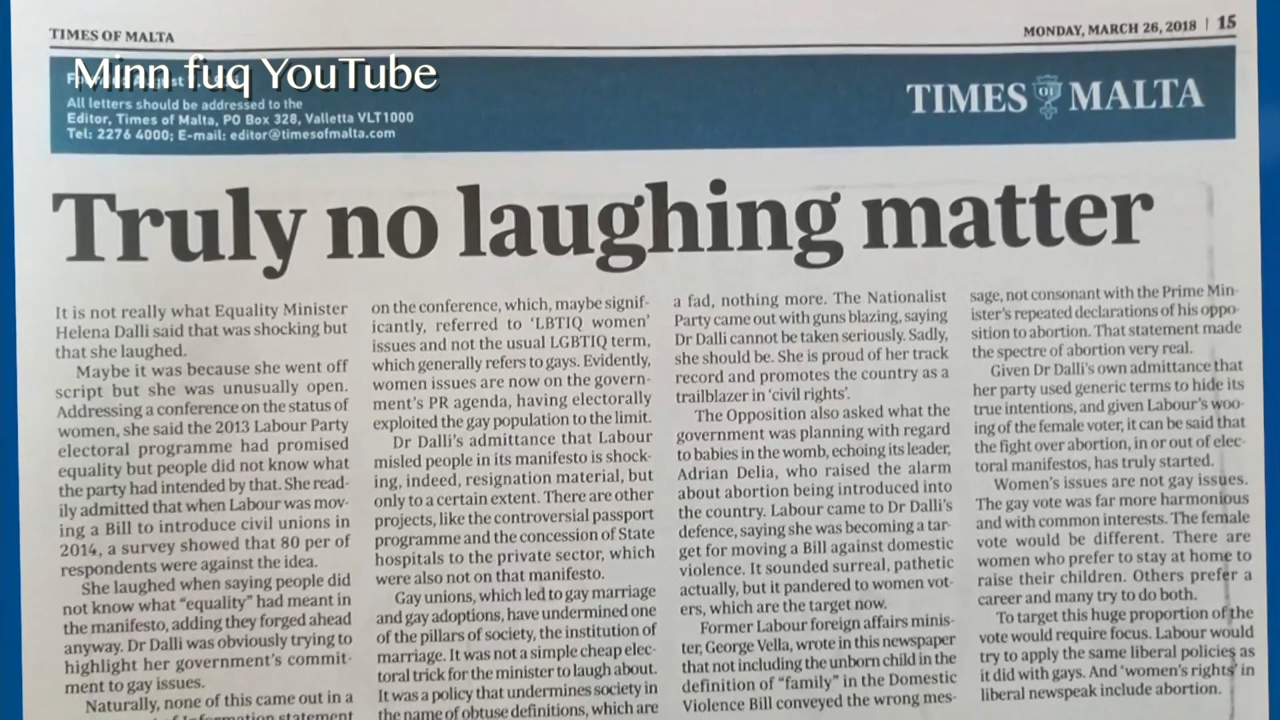 TIMES OF MALTA
MONDAY, MARCH 26, 2018 | 15
Minn fuq YouTube
All letters should be addressed to the
Editor, Times of Malta, PO Box 328, Valletta VLT1000
Tel: 2276 4000; E-mail: editor@timesofmalta.com
TIMES OF MALTA
Truly no laughing matter
It is not really what Equality Minister
Helena Dalli said that was shocking but
that she laughed.
Maybe it was because she went off
script but she was unusually open.
Addressing a conference on the status of
women, she said the 2013 Labour Party
electoral programme had promised
equality but people did not know what
the party had intended by that. She read-
ily admitted that when Labour was mov-
ing a Bill to introduce civil unions in
2014, a survey showed that 80 per of
respondents were against the idea.
She laughed when saying people did
not know what “equality” had meant in
the manifesto, adding they forged ahead
anyway. Dr Dalli was obviously trying to
highlight her government's commit-
ment to gay issues.
Naturally, none of this came out in a
of Information statement
on the conference, which, maybe signif-
icantly, referred to ‘LBTIQ women’
issues and not the usual LGBTIQ term,
which generally refers to gays. Evidently,
women issues are now on the govern-
ment's PR agenda, having electorally
exploited the gay population to the limit.
Dr Dalli's admittance that Labour
misled people in its manifesto is shock-
ing, indeed, resignation material, but
only to a certain extent. There are other
projects, like the controversial passport
programme and the concession of State
hospitals to the private sector, which
were also not on that manifesto.
Gay unions, which led to gay marriage
and gay adoptions, have undermined one
of the pillars of society, the institution of
marriage. It was not a simple cheap elec-
toral trick for the minister to laugh about.
It was a policy that undermines society in
the name of obtuse definitions, which are
a fad, nothing more. The Nationalist
Party came out with guns blazing, saying
Dr Dalli cannot be taken seriously. Sadly,
she should be. She is proud of her track
record and promotes the country as a
trailblazer in ‘civil rights’.
The Opposition also asked what the
government was planning with regard
to babies in the womb, echoing its leader,
Adrian Delia, who raised the alarm
about abortion being introduced into
the country. Labour came to Dr Dalli's
defence, saying she was becoming a tar-
get for moving a Bill against domestic
violence. It sounded surreal, pathetic
actually, but it pandered to women vot-
ers, which are the target now.
Former Labour foreign affairs minis-
ter, George Vella, wrote in this newspaper
that not including the unborn child in the
definition of “family” in the Domestic
Violence Bill conveyed the wrong mes-
sage, not consonant with the Prime Min-
ister's repeated declarations of his oppo-
sition to abortion. That statement made
the spectre of abortion very real.
Given Dr Dalli's own admittance that
her party used generic terms to hide its
true intentions, and given Labour's woo-
ing of the female voter, it can be said that
the fight over abortion, in or out of elec-
toral manifestos, has truly started.
Women's issues are not gay issues.
The gay vote was far more harmonious
and with common interests. The female
vote would be different. There are
women who prefer to stay at home to
raise their children. Others prefer a
career and many try to do both.
To target this huge proportion of the
vote would require focus. Labour would
try to apply the same liberal policies as
it did with gays. And ‘women's rights’ in
liberal newspeak include abortion.